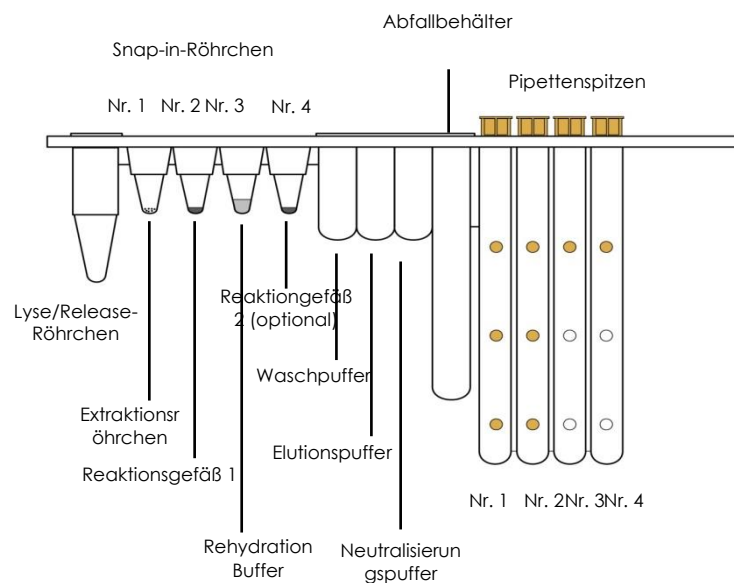 Abfallbehälter
Snap-in-Röhrchen
Pipettenspitzen
Nr. 1 Nr. 2 Nr. 3 Nr. 4
Lyse/Release-
Röhrchen
Reaktiongefäß
2 (optional)
Waschpuffer
Extraktionsr
öhrchen
Elutionspuffer
Reaktionsgefäß 1
Nr. 1 Nr. 2 Nr. 3 Nr. 4
Rehydration
Buffer
Neutralisierun
gspuffer